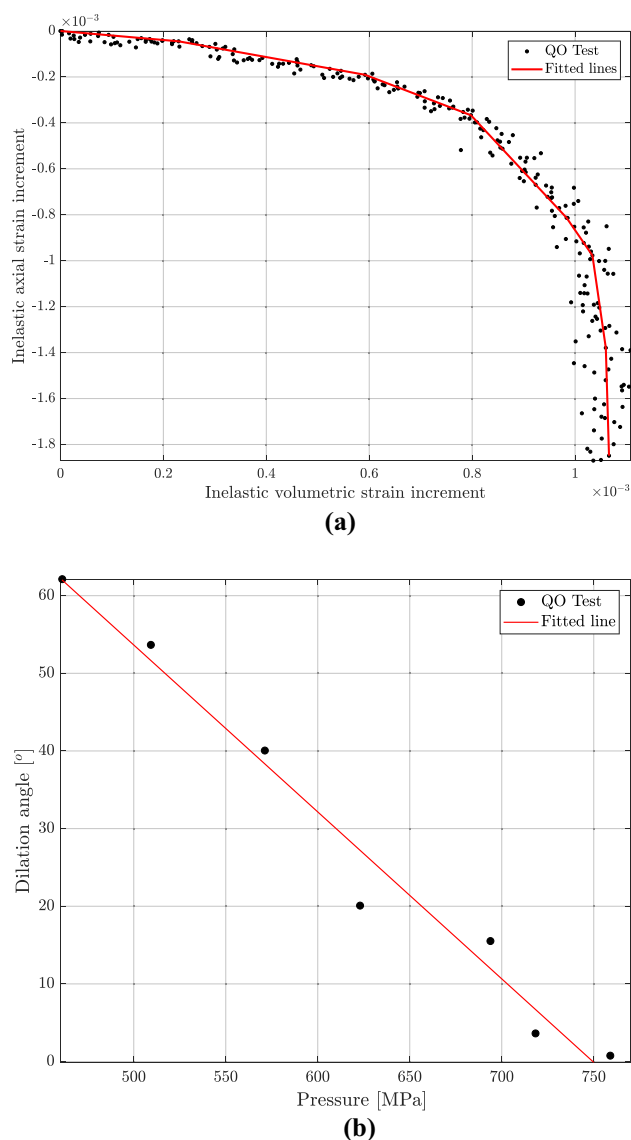 ×10⁻³
0
-0.2
-0.4
-0.6
-0.8
-1
-1.2
-1.4
-1.6
-1.8
Inelastic axial strain increment
QO Test
Fitted lines
0 0.2 0.4 0.6 0.8 1
×10⁻³
Inelastic volumetric strain increment
(a)
60
50
40
30
20
10
0
Dilation angle [°]
QO Test
Fitted line
500 550 600 650 700 750
Pressure [MPa]
(b)